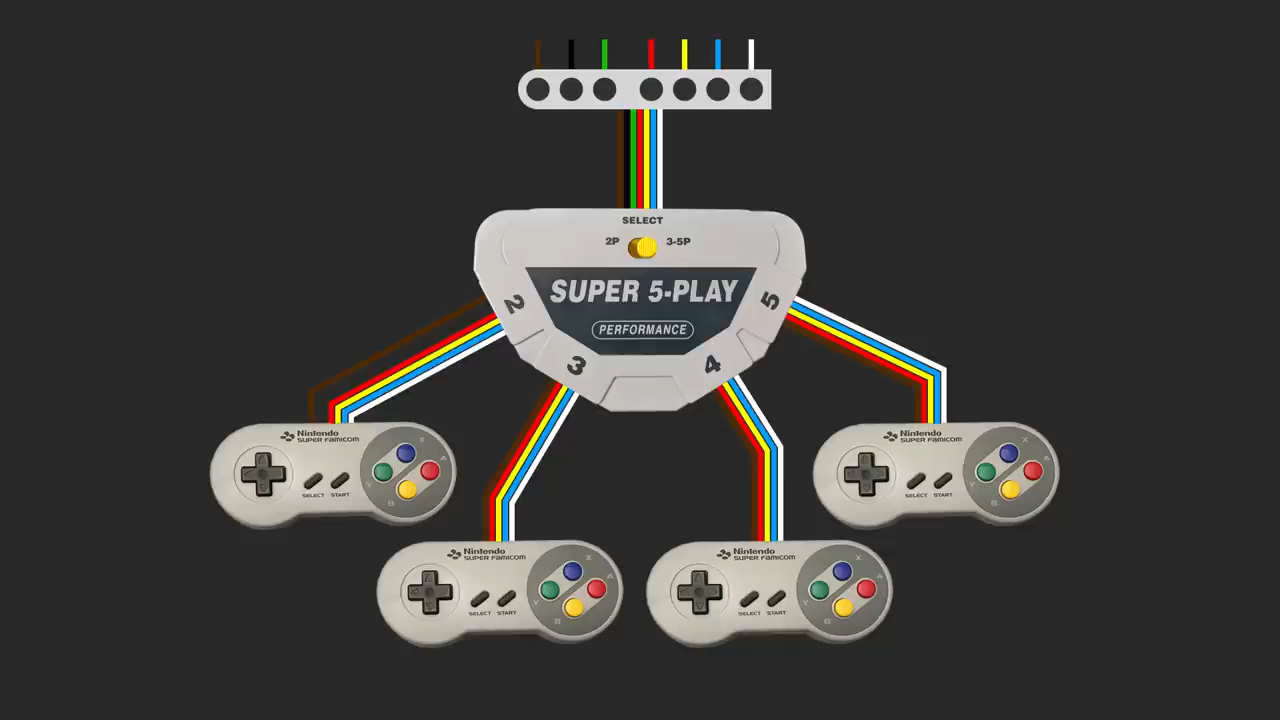 SELECT
2P 3-5P
SUPER 5-PLAY
PERFORMANCE
2
3
4
5
Nintendo
SUPER FAMICOM
X
Y
A
B
SELECT START
Nintendo
SUPER FAMICOM
X
Y
A
B
SELECT START
Nintendo
SUPER FAMICOM
X
Y
A
B
SELECT START
Nintendo
SUPER FAMICOM
X
Y
A
B
SELECT START